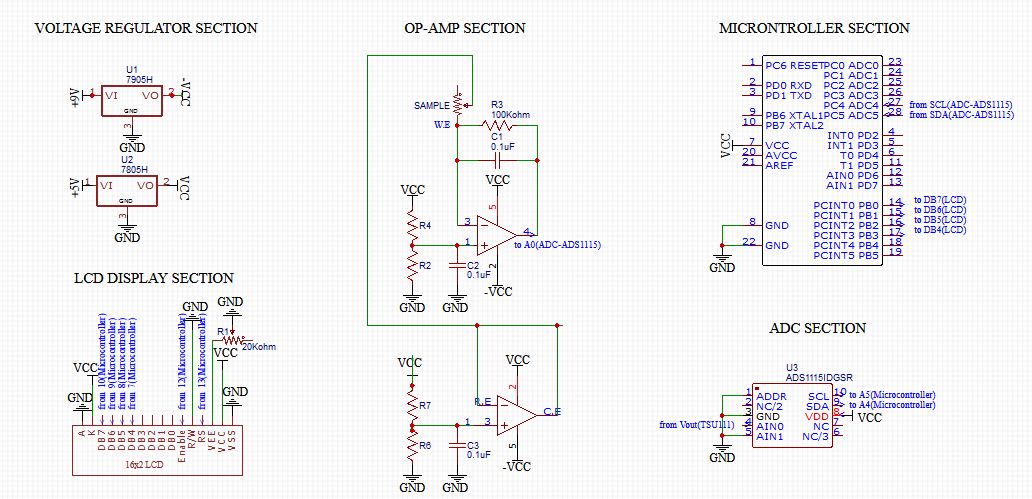 VOLTAGE REGULATOR SECTION
U1
7905H
+9V
1
VI
VO
2
-VCC
GND
3
GND
U2
7805H
+5V
1
VI
VO
2
VCC
GND
3
GND
LCD DISPLAY SECTION
GND
GND
R1
20Kohm
VCC
VCC
GND
GND
from 10(Microcontroller)
from 9(Microcontroller)
from 8(Microcontroller)
from 7(Microcontroller)
from 12(Microcontroller)
from 13(Microcontroller)
A
K
DB7
DB6
DB5
DB4
DB3
DB2
DB1
DB0
Enable
R/W
RS
VEE
VCC
VSS
16x2 LCD
OP-AMP SECTION
SAMPLE
W.E
R3
100Kohm
C1
0.1uF
VCC
VCC
5
R4
3
4
1
to A0(ADC-ADS1115)
R2
C2
0.1uF
2
-VCC
GND
GND
VCC
VCC
2
R7
R.E
C.E
1
3
R6
C3
0.1uF
5
-VCC
GND
GND
MICRONTROLLER SECTION
1 PC6 RESET PC0 ADC0 23
PC1 ADC1 24
2 PD0 RXD PC2 ADC2 25
3 PD1 TXD PC3 ADC3 26
PC4 ADC4 27 from SCL(ADC-ADS1115)
9 PB6 XTAL1 PC5 ADC5 28 from SDA(ADC-ADS1115)
10 PB7 XTAL2
INT0 PD2 4
VCC 7 VCC INT1 PD3 5
20 AVCC T0 PD4 6
21 AREF T1 PD5 11
AIN0 PD6 12
AIN1 PD7 13
PCINT0 PB0 14 to DB7(LCD)
PCINT1 PB1 15 to DB6(LCD)
8 GND PCINT2 PB2 16 to DB5(LCD)
PCINT3 PB3 17 to DB4(LCD)
22 GND PCINT4 PB4 18
PCINT5 PB5 19
GND
ADC SECTION
U3
ADS1115IDGSR
1 ADDR SCL 10 to A5(Microcontroller)
2 NC/2 SDA 9 to A4(Microcontroller)
3 GND VDD 8 VCC
from Vout(TSU111) 4 AIN0 NC 7
5 AIN1 NC/3 6
GND